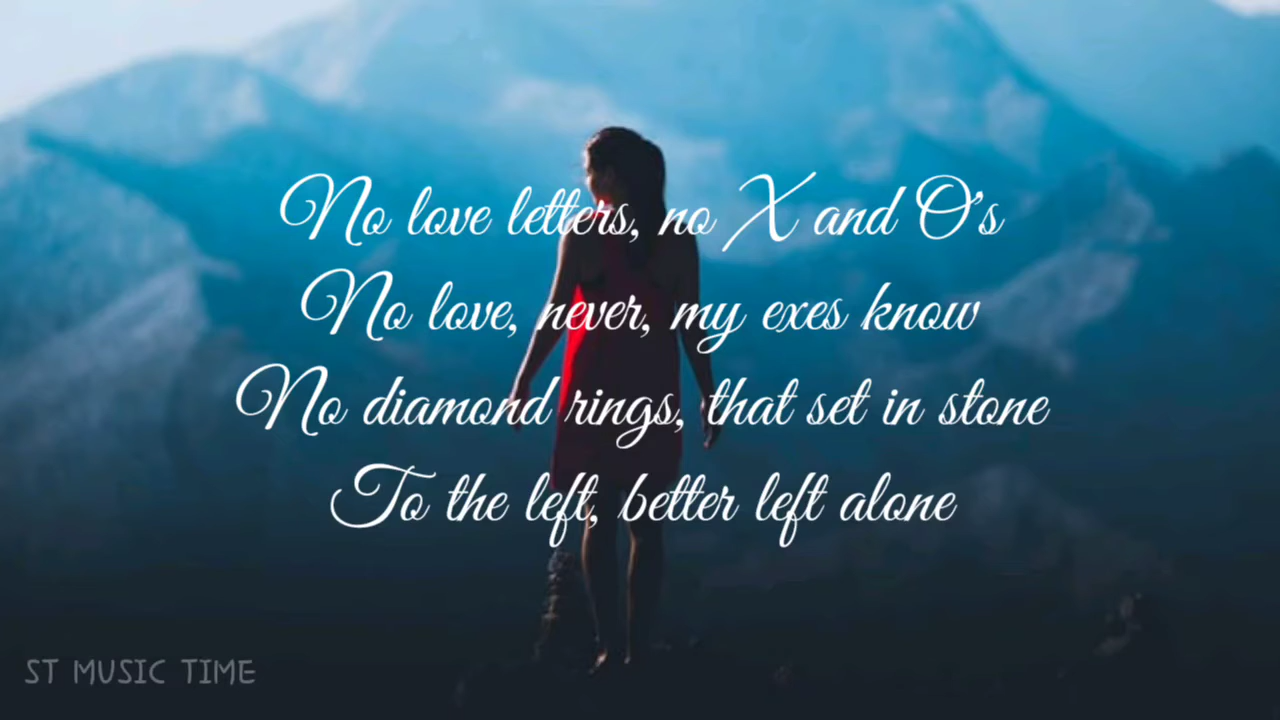 No love letters, no X and O's
No love, never, my exes know
No diamond rings, that set in stone
To the left, better left alone
ST MUSIC TIME